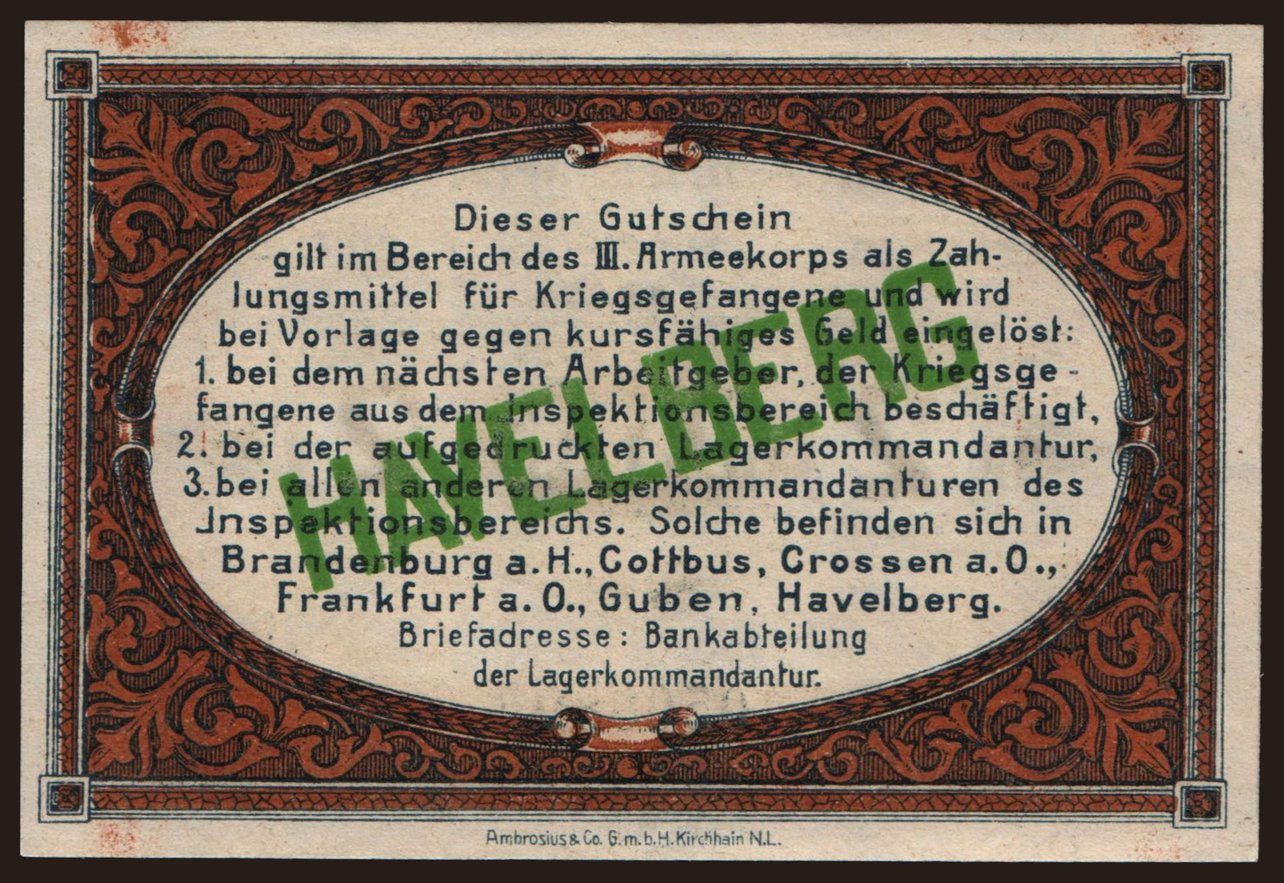 Dieser Gutschein
gilt im Bereich des III. Armeekorps als Zah-
lungsmittel für Kriegsgefangene und wird
bei Vorlage gegen kursfähiges Geld eingelöst:
1. bei dem nächsten Arbeitgeber, der Kriegsge-
fangene aus dem Inspektionsbereich beschäftigt,
2. bei der aufgedruckten Lagerkommandantur,
3. bei allen anderen Lagerkommandanturen des
Inspektionsbereichs. Solche befinden sich in
Brandenburg a. H., Cottbus, Crossen a. O.,
Frankfurt a. O., Guben, Havelberg.
Briefadresse: Bankabteilung
der Lagerkommandantur.
HAVELBERG
Ambrosius & Co. G.m.b.H. Kirchhain N.L.